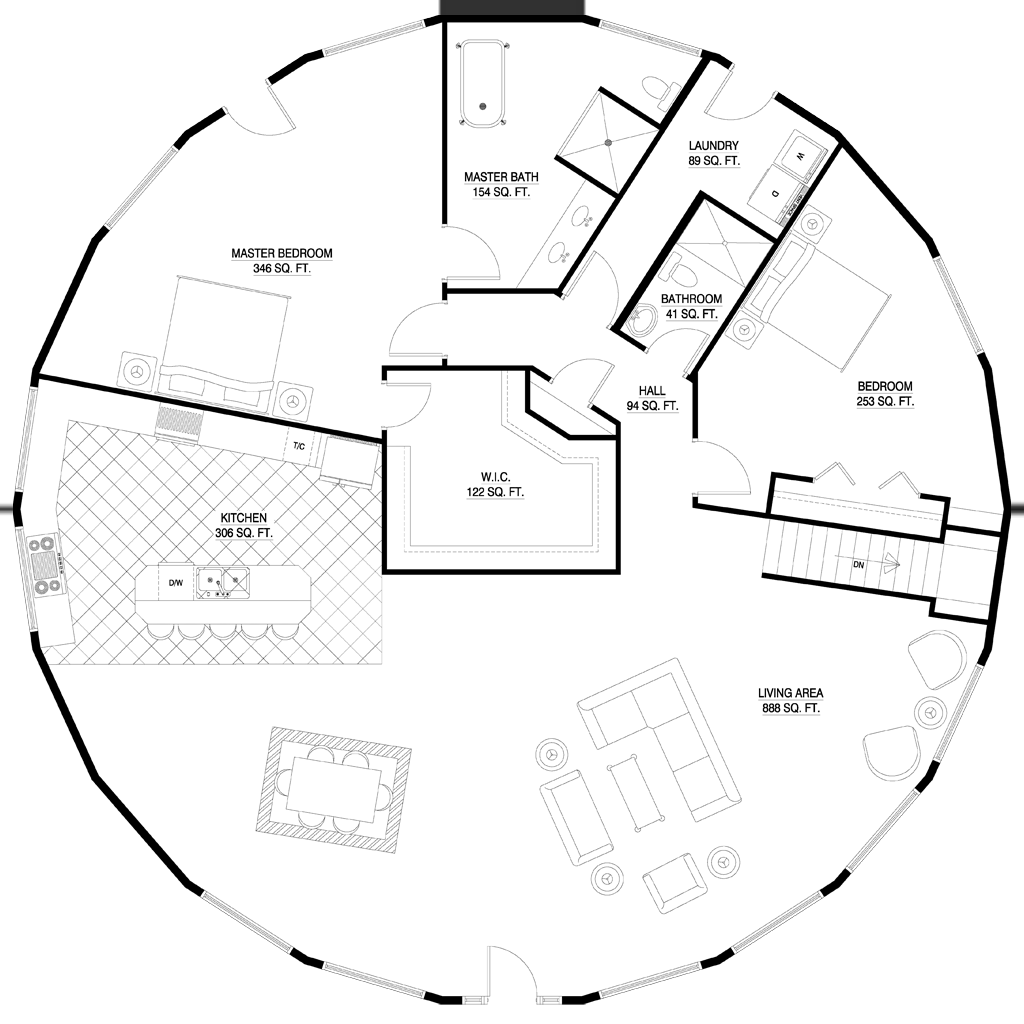 LAUNDRY
89 SQ. FT.
W
D
MASTER BATH
154 SQ. FT.
MASTER BEDROOM
346 SQ. FT.
BATHROOM
41 SQ. FT.
HALL
94 SQ. FT.
BEDROOM
253 SQ. FT.
T/C
W.I.C.
122 SQ. FT.
KITCHEN
306 SQ. FT.
D/W
DN
LIVING AREA
888 SQ. FT.